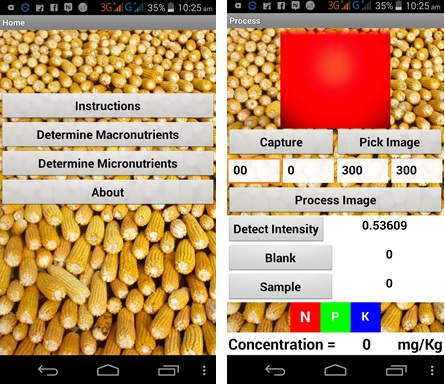 3G G 35% 10:25 am
Home
Instructions
Determine Macronutrients
Determine Micronutrients
About
3G G 35% 10:25 am
Process
Capture Pick Image
00 0 300 300
Process Image
Detect Intensity 0.53609
Blank 0
Sample 0
N P K
Concentration = 0 mg/Kg